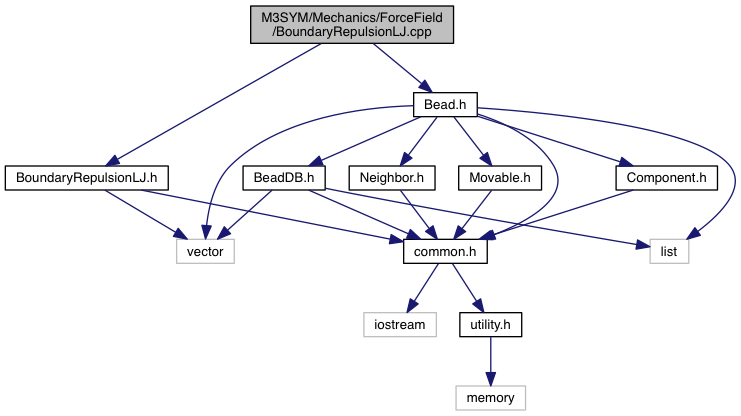 M3SYM/Mechanics/ForceField
/BoundaryRepulsionLJ.cpp
Bead.h
BoundaryRepulsionLJ.h
BeadDB.h
Neighbor.h
Movable.h
Component.h
vector
common.h
list
iostream
utility.h
memory